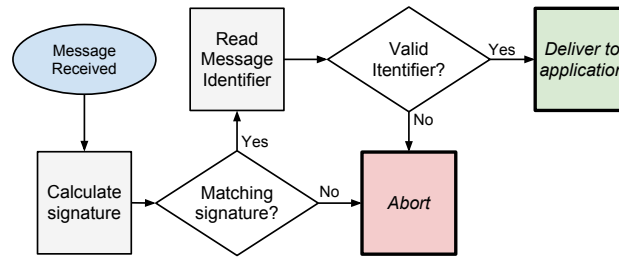 Message
Received
Read
Message
Identifier
Valid
Itentifier?
Yes
Deliver to
application
No
Yes
Calculate
signature
Matching
signature?
No
Abort